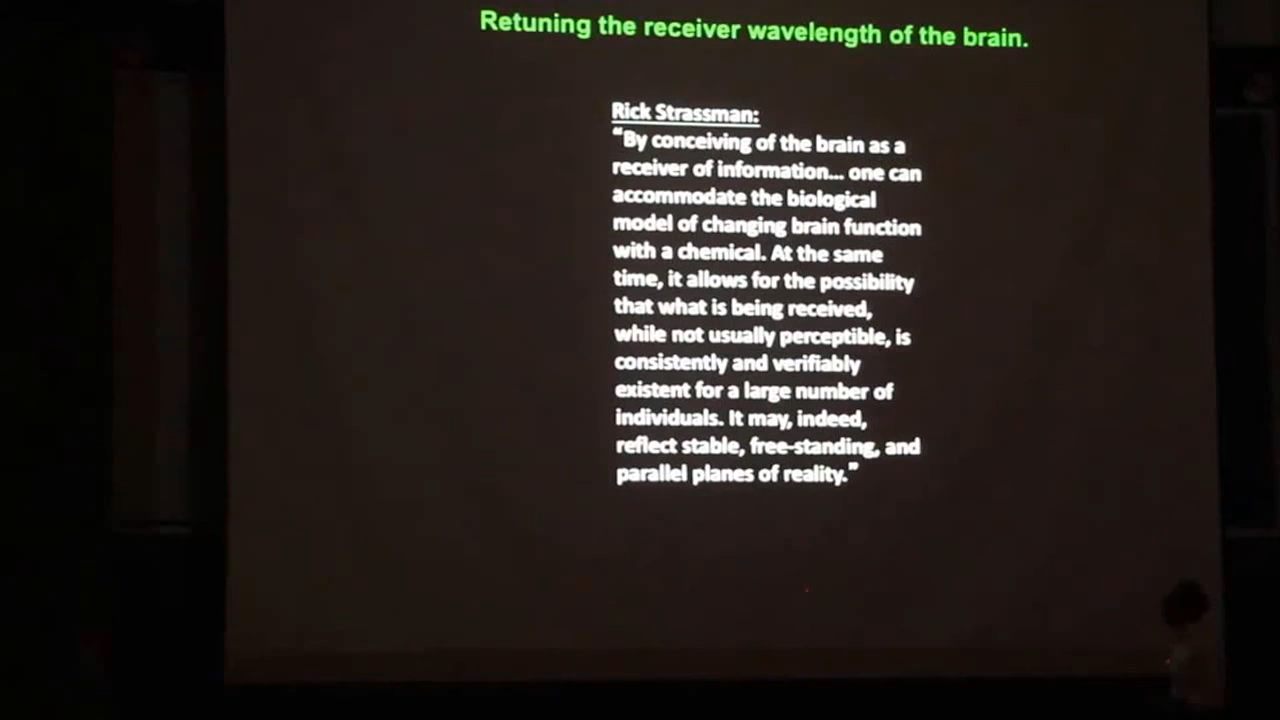 Retuning the receiver wavelength of the brain.
Rick Strassman:
“By conceiving of the brain as a
receiver of information... one can
accommodate the biological
model of changing brain function
with a chemical. At the same
time, it allows for the possibility
that what is being received,
while not usually perceptible, is
consistently and verifiably
existent for a large number of
individuals. It may, indeed,
reflect stable, free-standing, and
parallel planes of reality.”